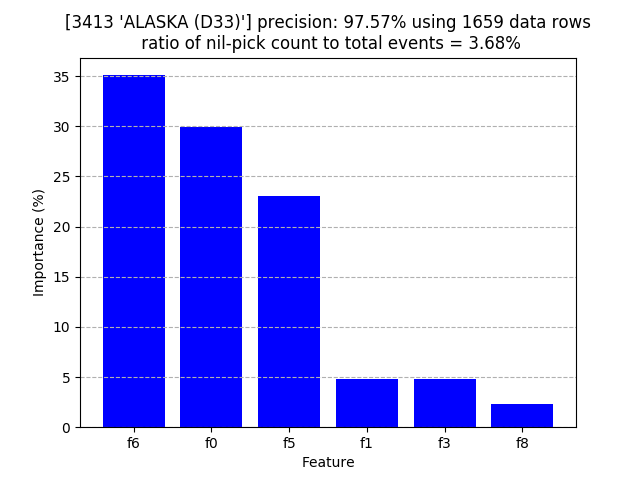 [3413 'ALASKA (D33)'] precision: 97.57% using 1659 data rows
ratio of nil-pick count to total events = 3.68%
35
30
25
20
15
10
5
0
Importance (%)
f6 f0 f5 f1 f3 f8
Feature